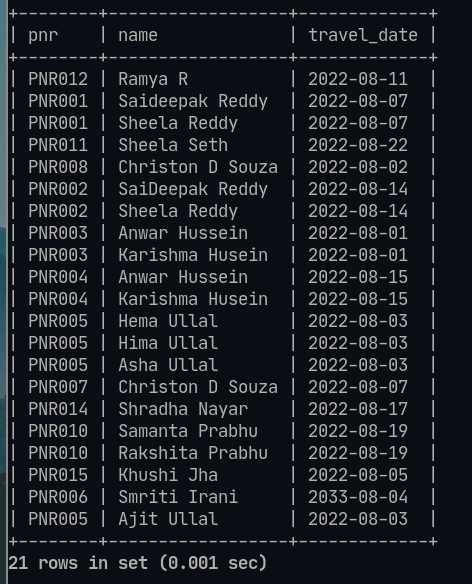 +--------+-----------------+-------------+
| pnr    | name            | travel_date |
+--------+-----------------+-------------+
| PNR012 | Ramya R         | 2022-08-11  |
| PNR001 | Saideepak Reddy | 2022-08-07  |
| PNR001 | Sheela Reddy    | 2022-08-07  |
| PNR011 | Sheela Seth     | 2022-08-22  |
| PNR008 | Christon D Souza | 2022-08-02  |
| PNR002 | SaiDeepak Reddy | 2022-08-14  |
| PNR002 | Sheela Reddy    | 2022-08-14  |
| PNR003 | Anwar Hussein   | 2022-08-01  |
| PNR003 | Karishma Husein | 2022-08-01  |
| PNR004 | Anwar Hussein   | 2022-08-15  |
| PNR004 | Karishma Husein | 2022-08-15  |
| PNR005 | Hema Ullal      | 2022-08-03  |
| PNR005 | Hima Ullal      | 2022-08-03  |
| PNR005 | Asha Ullal      | 2022-08-03  |
| PNR007 | Christon D Souza | 2022-08-07  |
| PNR014 | Shradha Nayar   | 2022-08-17  |
| PNR010 | Samanta Prabhu  | 2022-08-19  |
| PNR010 | Rakshita Prabhu | 2022-08-19  |
| PNR015 | Khushi Jha      | 2022-08-05  |
| PNR006 | Smriti Irani    | 2033-08-04  |
| PNR005 | Ajit Ullal      | 2022-08-03  |
+--------+-----------------+-------------+
21 rows in set (0.001 sec)